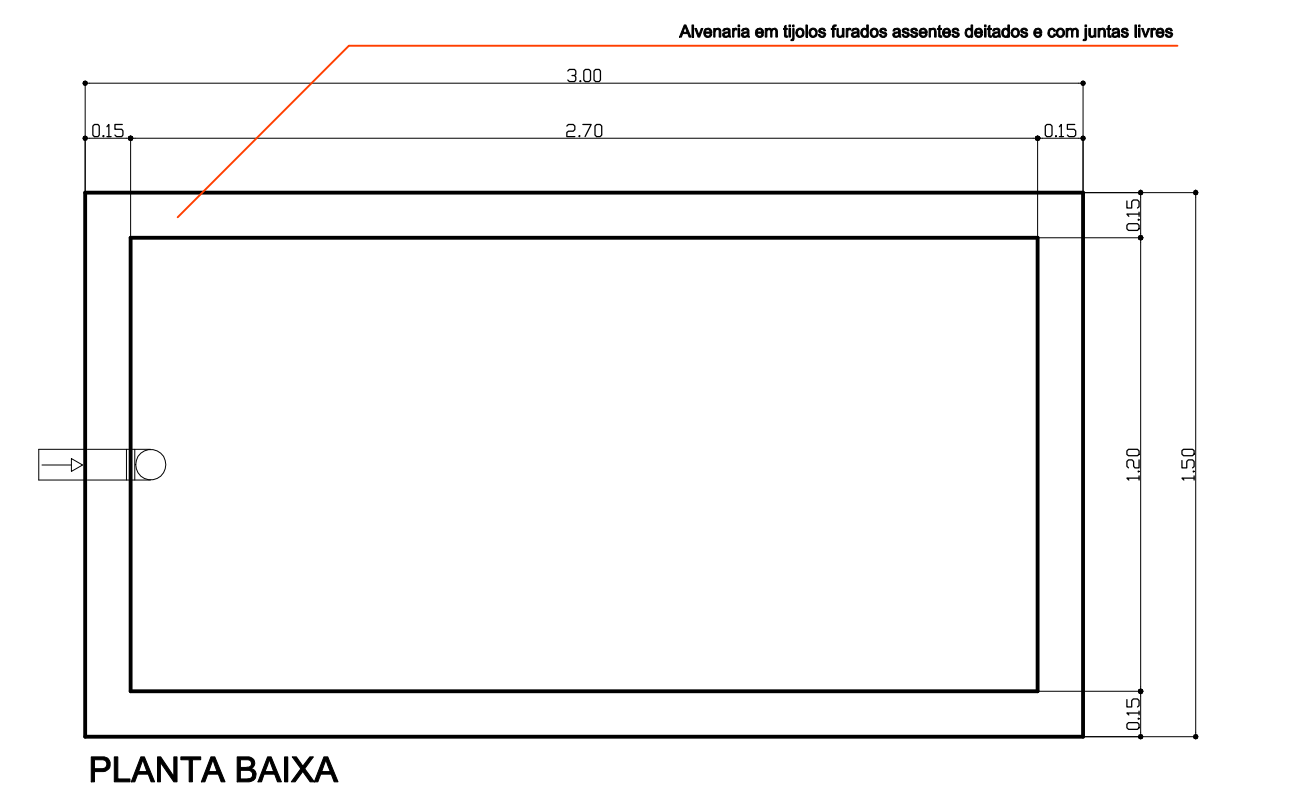 Alvenaria em tijolos furados assentes deitados e com juntas livres
3.00
0.15 2.70 0.15
0.15
1.20 1.50
0.15
PLANTA BAIXA